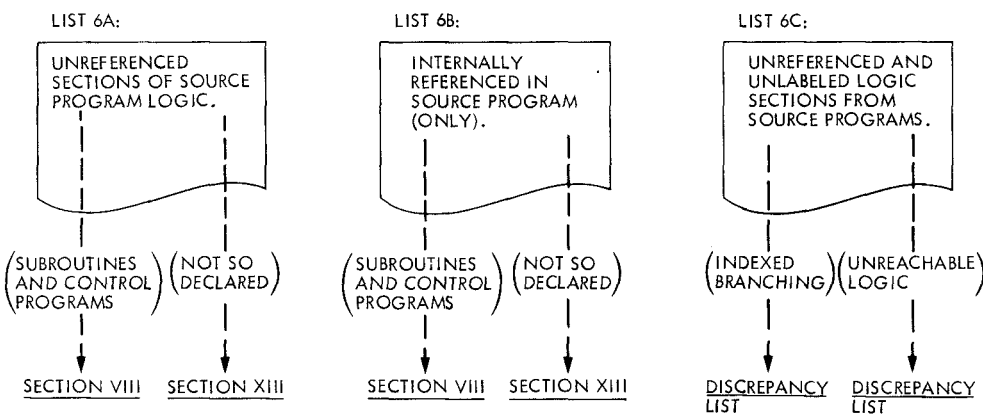 LIST 6A:
UNREFERENCED
SECTIONS OF SOURCE
PROGRAM LOGIC.
(SUBROUTINES
AND CONTROL
PROGRAMS)
(NOT SO
DECLARED)
SECTION VIII
SECTION XIII
LIST 6B:
INTERNALLY
REFERENCED IN
SOURCE PROGRAM
(ONLY).
(SUBROUTINES
AND CONTROL
PROGRAMS)
(NOT SO
DECLARED)
SECTION VIII
SECTION XIII
LIST 6C:
UNREFERENCED AND
UNLABELED LOGIC
SECTIONS FROM
SOURCE PROGRAMS.
(INDEXED
BRANCHING)
(UNREACHABLE
LOGIC)
DISCREPANCY
LIST
DISCREPANCY
LIST